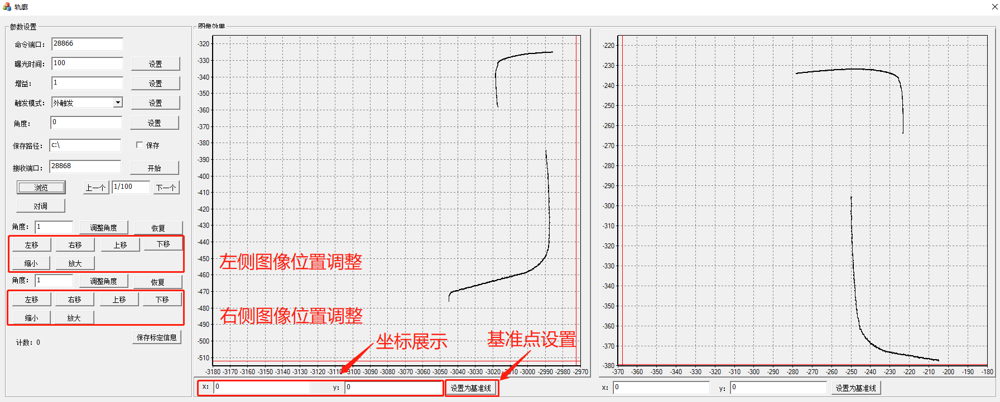 轨廓
参数设置
命令端口： 28866
曝光时间： 100 设置
增益： 1 设置
触发模式： 外触发 设置
角度： 0 设置
保存路径： c:\ 保存
接收端口： 28868 开始
浏览 上一个 1/100 下一个
对调
角度： 1 调整角度 恢复
左移 右移 上移 下移
缩小 放大
角度： 1 调整角度 恢复
左移 右移 上移 下移
缩小 放大
计数：0 保存标定信息
图像效果
-320
-330
-340
-350
-360
-370
-380
-390
-400
-410
-420
-430
-440
-450
-460
-470
-480
-490
-500
-510
左侧图像位置调整
右侧图像位置调整
坐标展示
基准点设置
-3180 -3170 -3160 -3150 -3140 -3130 -3120 -3110 -3100 -3090 -3080 -3070 -3060 -3050 -3040 -3030 -3020 -3010 -3000 -2990 -2980 -2970
x： 0 y： 0 设置为基准线
-220
-230
-240
-250
-260
-270
-280
-290
-300
-310
-320
-330
-340
-350
-360
-370
-380
-370 -360 -350 -340 -330 -320 -310 -300 -290 -280 -270 -260 -250 -240 -230 -220 -210 -200 -190 -180
x： 0 y： 0 设置为基准线